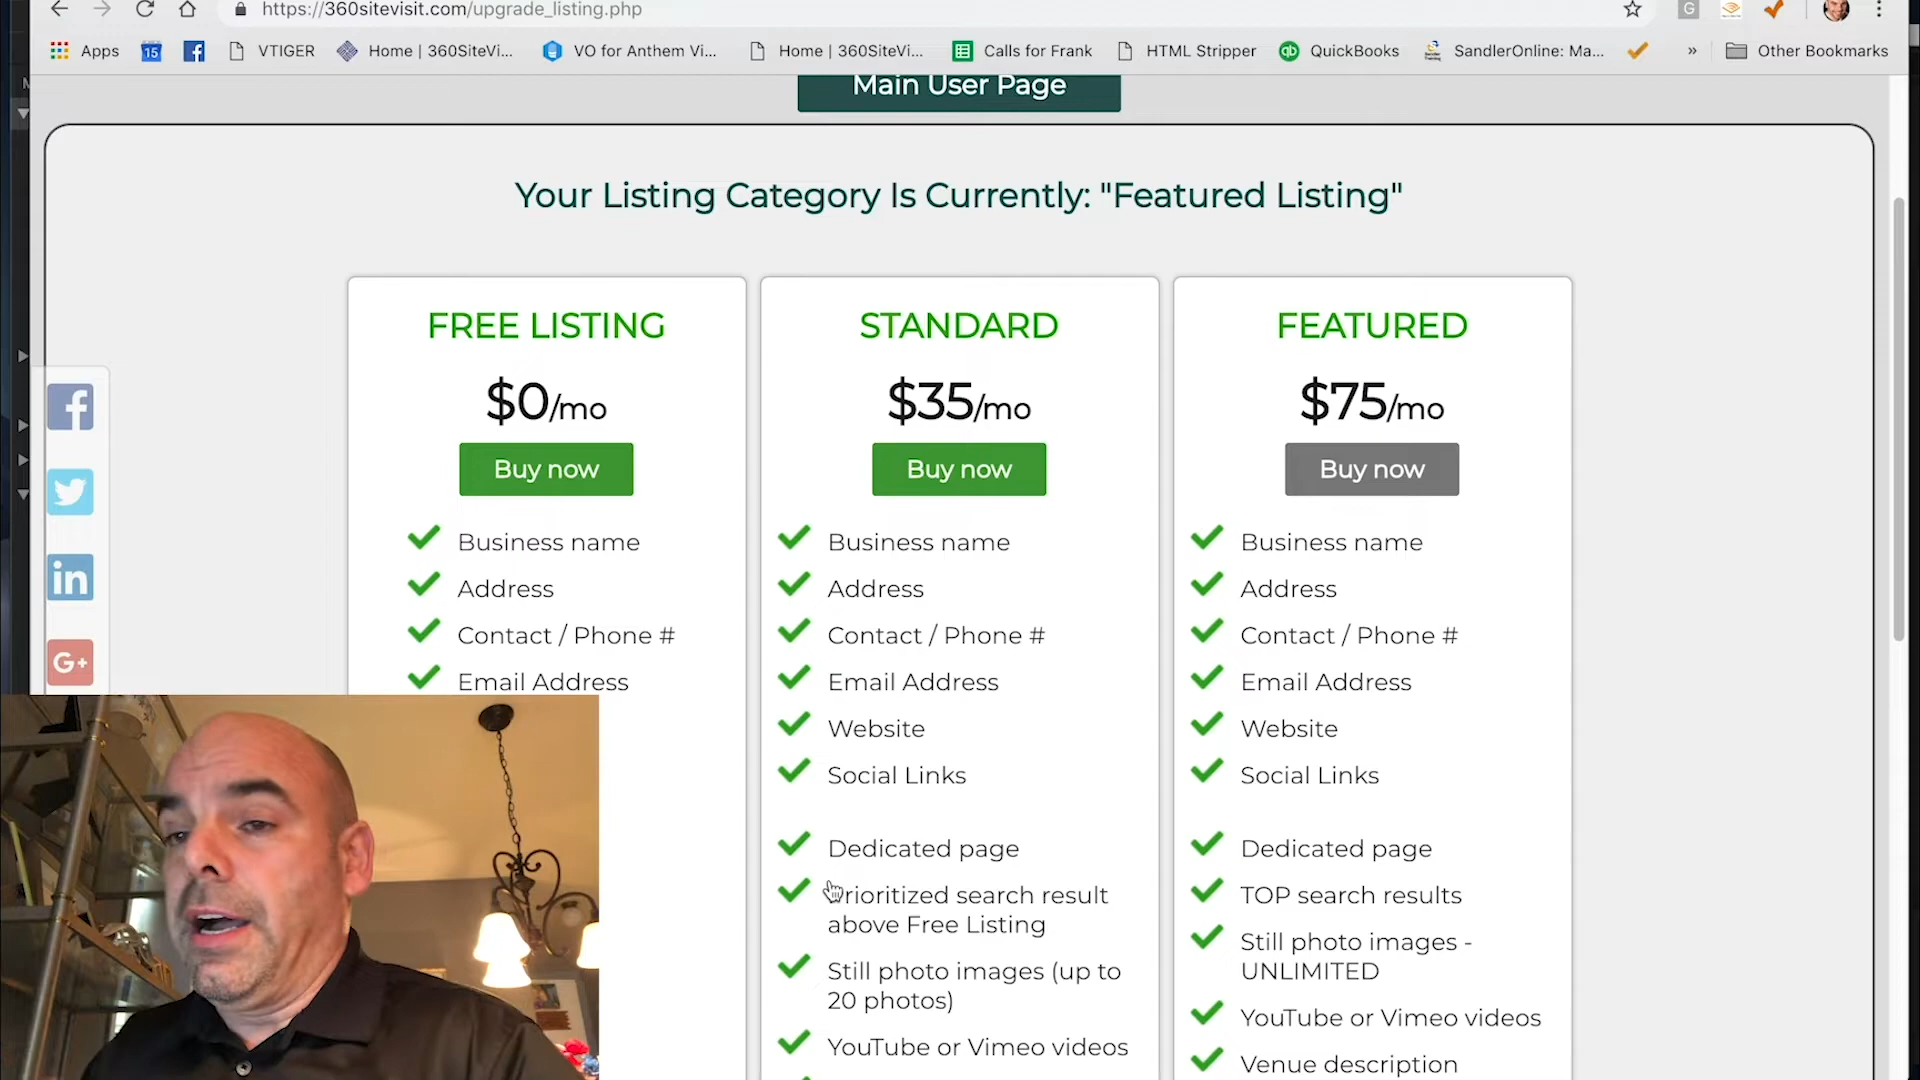 https://360sitevisit.com/upgrade_listing.php
G
Apps
15
VTIGER
Home | 360SiteVi...
VO for Anthem Vi...
Home | 360SiteVi...
Calls for Frank
HTML Stripper
qb
QuickBooks
SandlerOnline: Ma...
»
Other Bookmarks
Main User Page
Your Listing Category Is Currently: "Featured Listing"
FREE LISTING
$0/mo
Buy now
Business name
Address
Contact / Phone #
Email Address
STANDARD
$35/mo
Buy now
Business name
Address
Contact / Phone #
Email Address
Website
Social Links
Dedicated page
Prioritized search result
above Free Listing
Still photo images (up to
20 photos)
YouTube or Vimeo videos
FEATURED
$75/mo
Buy now
Business name
Address
Contact / Phone #
Email Address
Website
Social Links
Dedicated page
TOP search results
Still photo images -
UNLIMITED
YouTube or Vimeo videos
Venue description
f
in
G+